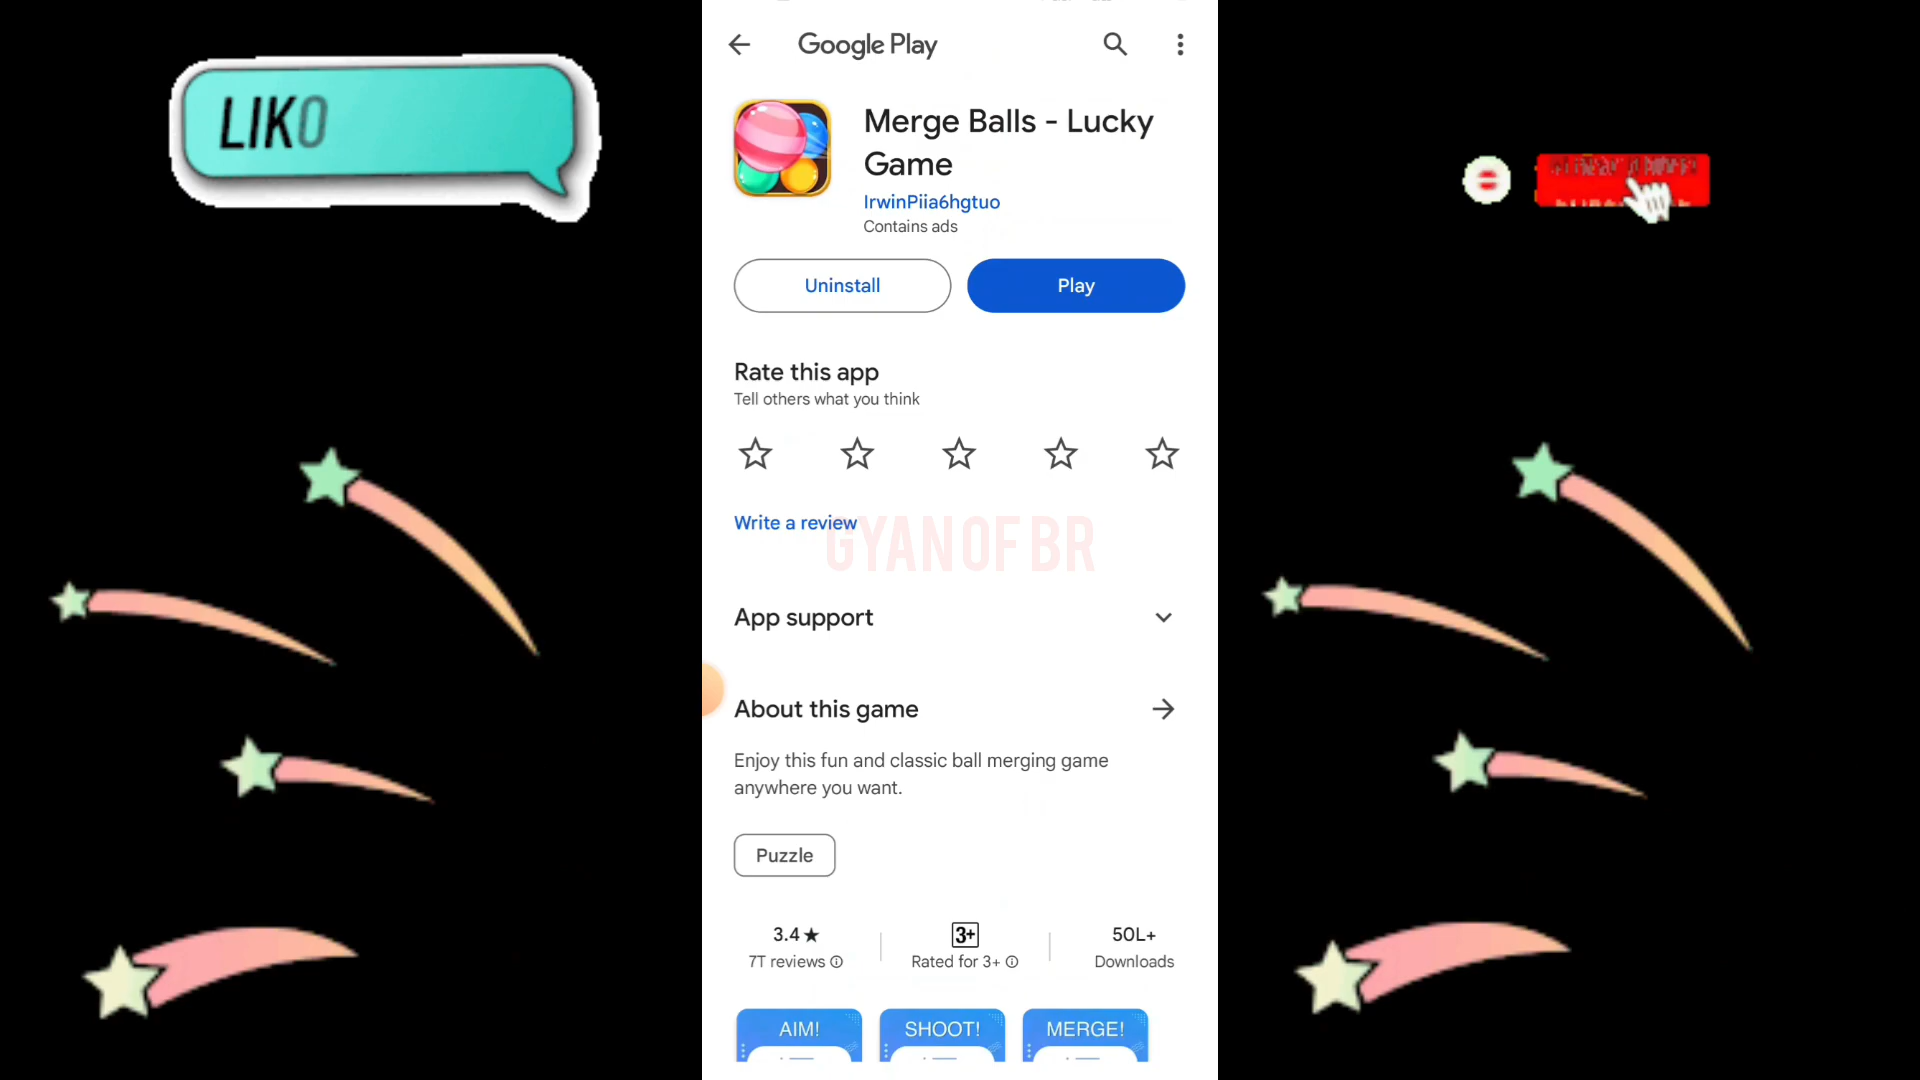 LIKO
Google Play
Merge Balls - Lucky
Game
IrwinPiia6hgtuo
Contains ads
Uninstall
Play
Rate this app
Tell others what you think
Write a review
GYAN OF BR
App support
About this game
Enjoy this fun and classic ball merging game
anywhere you want.
Puzzle
3.4★
3+
50L+
7T reviews
Rated for 3+
Downloads
AIM!
SHOOT!
MERGE!